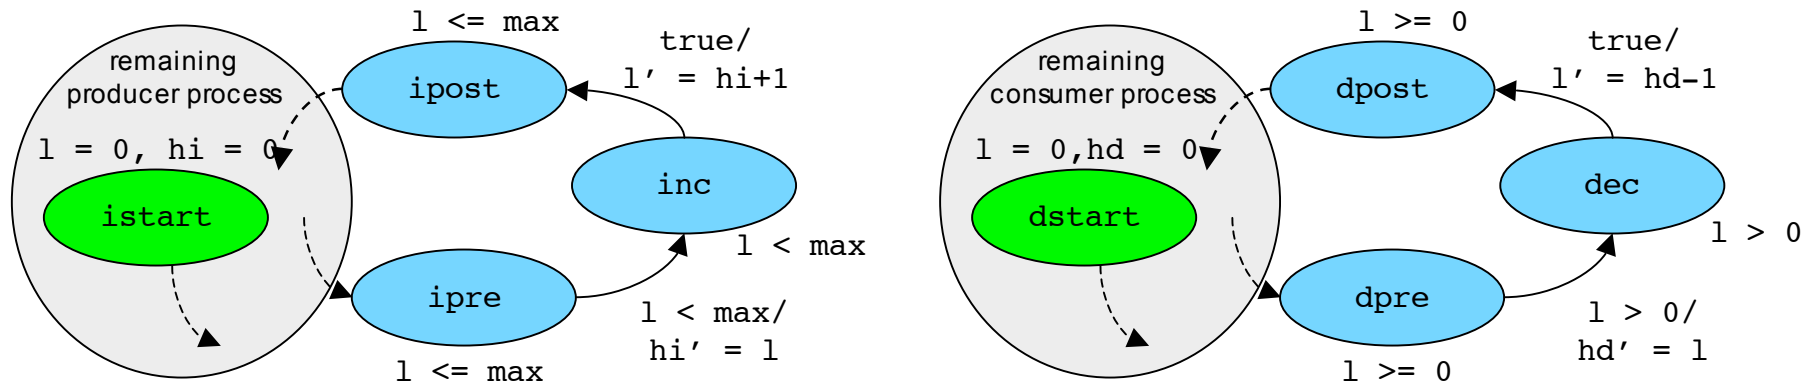 l <= max
true/
l’ = hi+1
remaining
producer process
ipost
l = 0, hi = 0
inc
istart
l < max
ipre
l < max/
hi’ = l
l <= max
l >= 0
true/
l’ = hd-1
remaining
consumer process
dpost
l = 0,hd = 0
dec
dstart
l > 0
dpre
l > 0/
hd’ = l
l >= 0